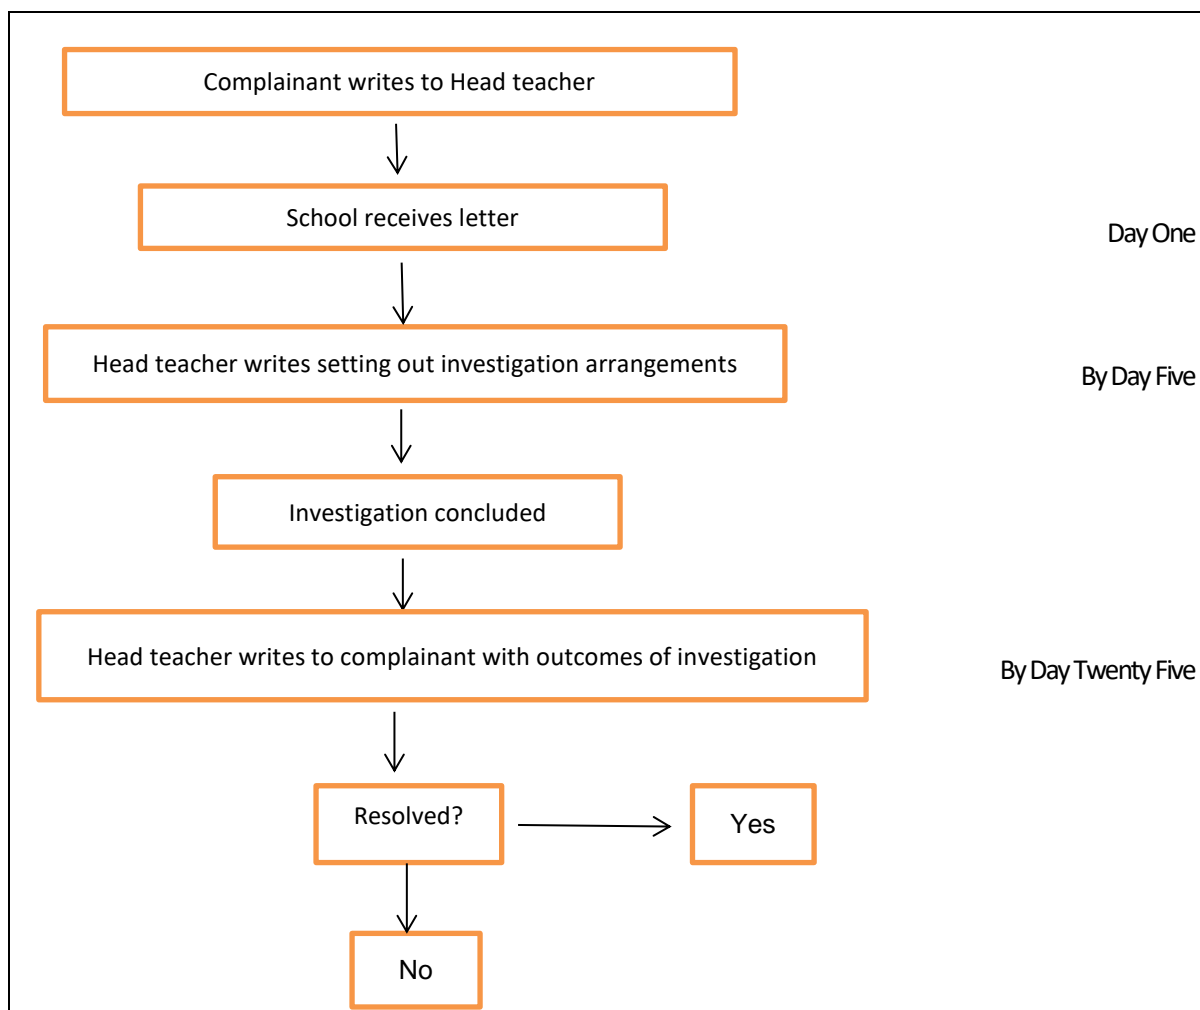 Complainant writes to Head teacher
School receives letter
Day One
Head teacher writes setting out investigation arrangements
By Day Five
Investigation concluded
Head teacher writes to complainant with outcomes of investigation
By Day Twenty Five
Resolved?
Yes
No